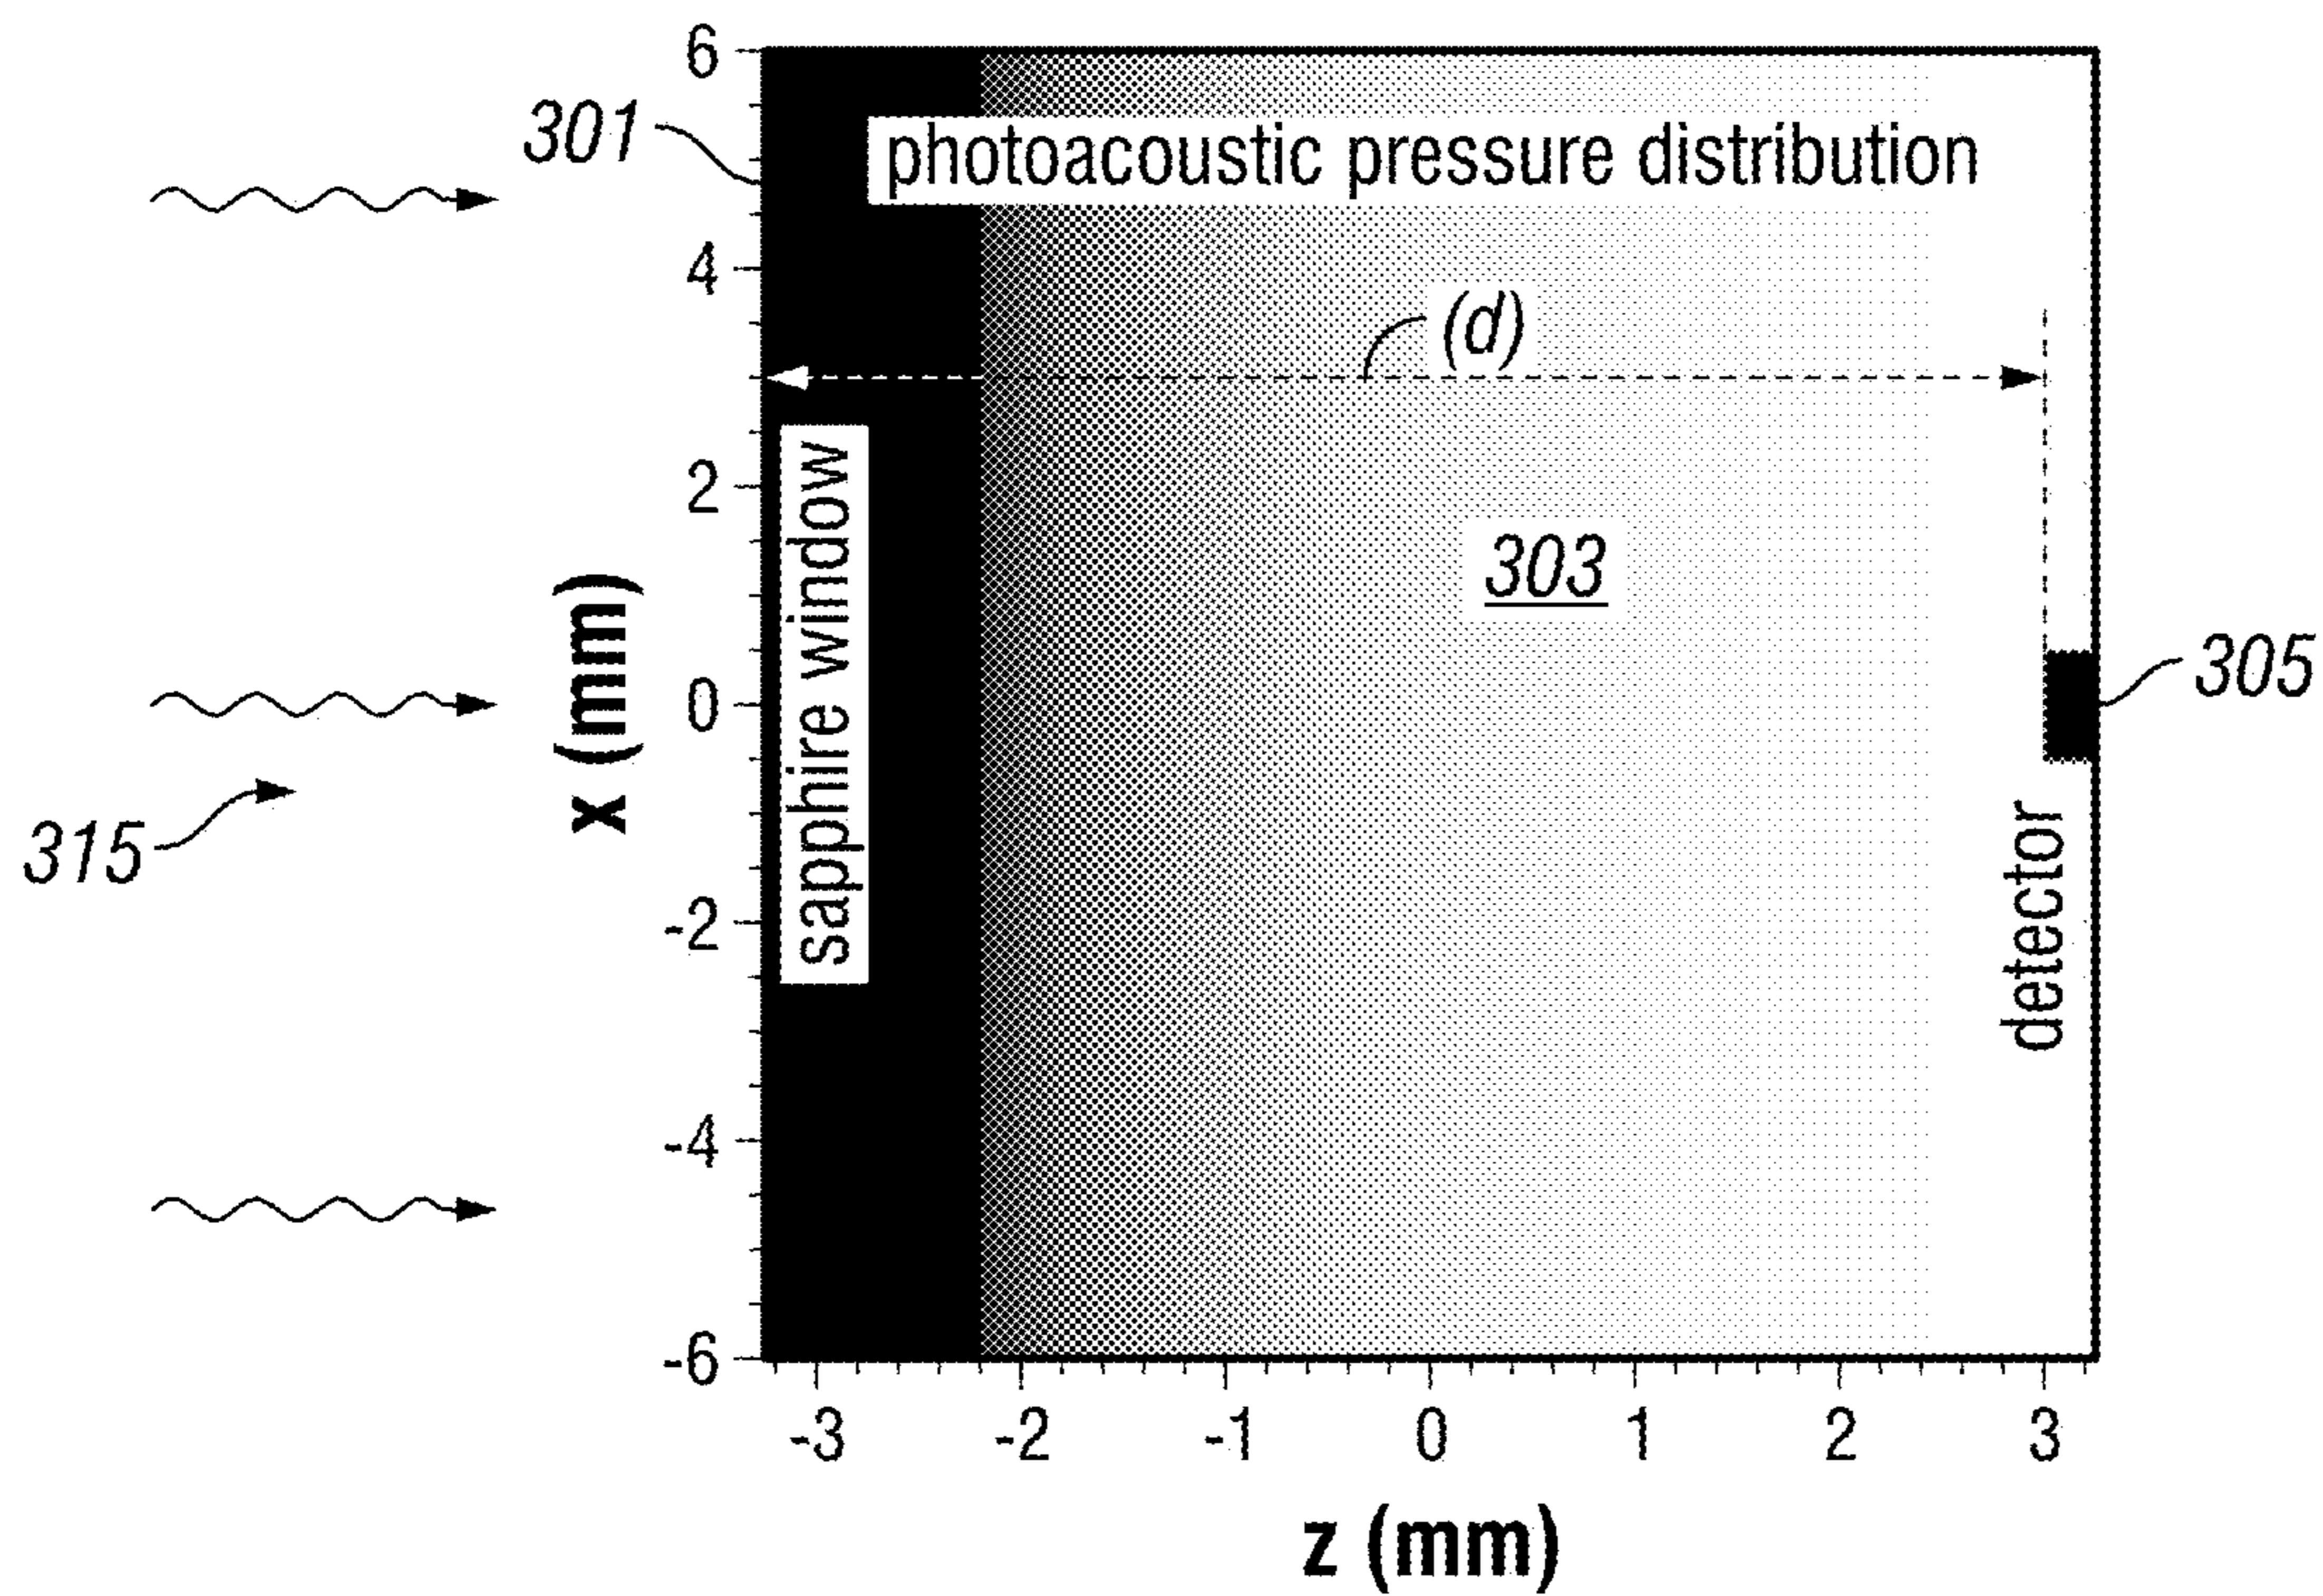 6
301
photoacoustic pressure distribution
4
(d)
2
sapphire window
303
x (mm)
0
305
315
-2
detector
-4
-6
-3 -2 -1 0 1 2 3
z (mm)